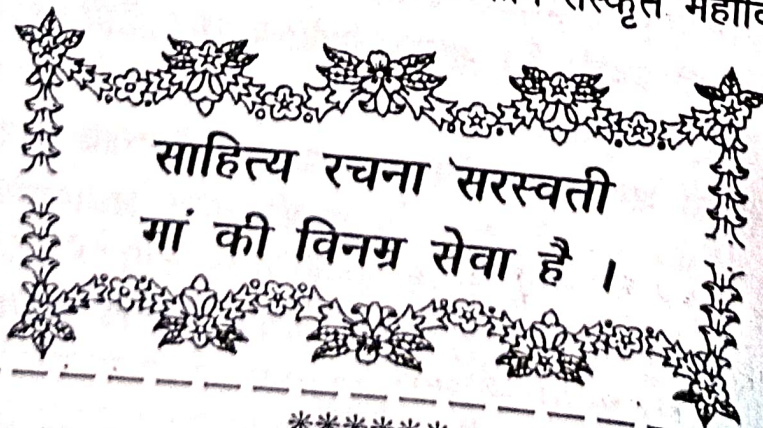 संस्कृत
साहित्य रचना सरस्वती
गां की विनम्र सेवा है ।
********